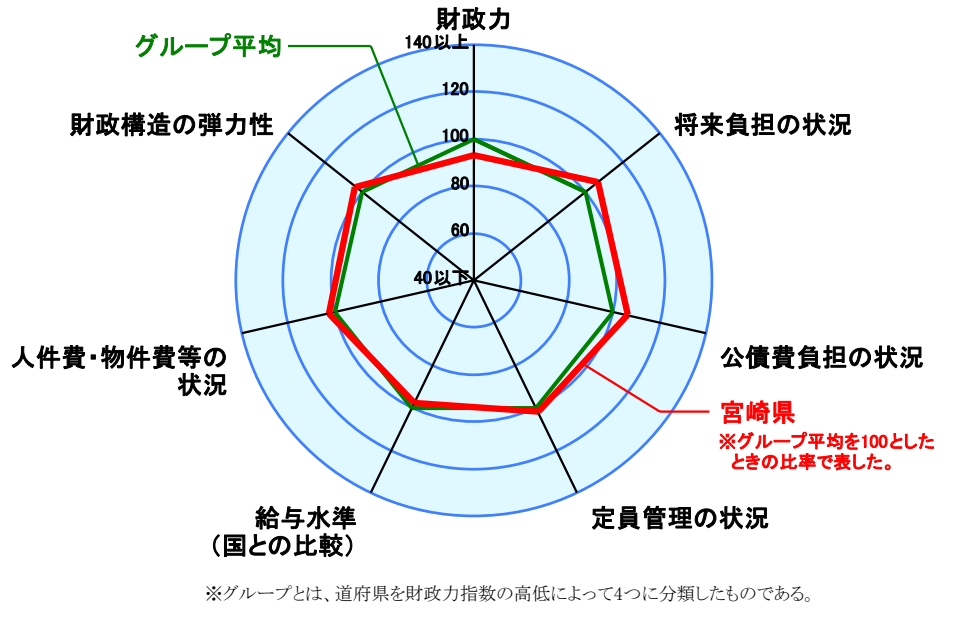 財政力
140以上
グループ平均
120
財政構造の弾力性
将来負担の状況
100
80
60
40以下
人件費・物件費等の
状況
公債費負担の状況
宮崎県
※グループ平均を100とした
ときの比率で表した。
給与水準
（国との比較）
定員管理の状況
※グループとは、道府県を財政力指数の高低によって4つに分類したものである。